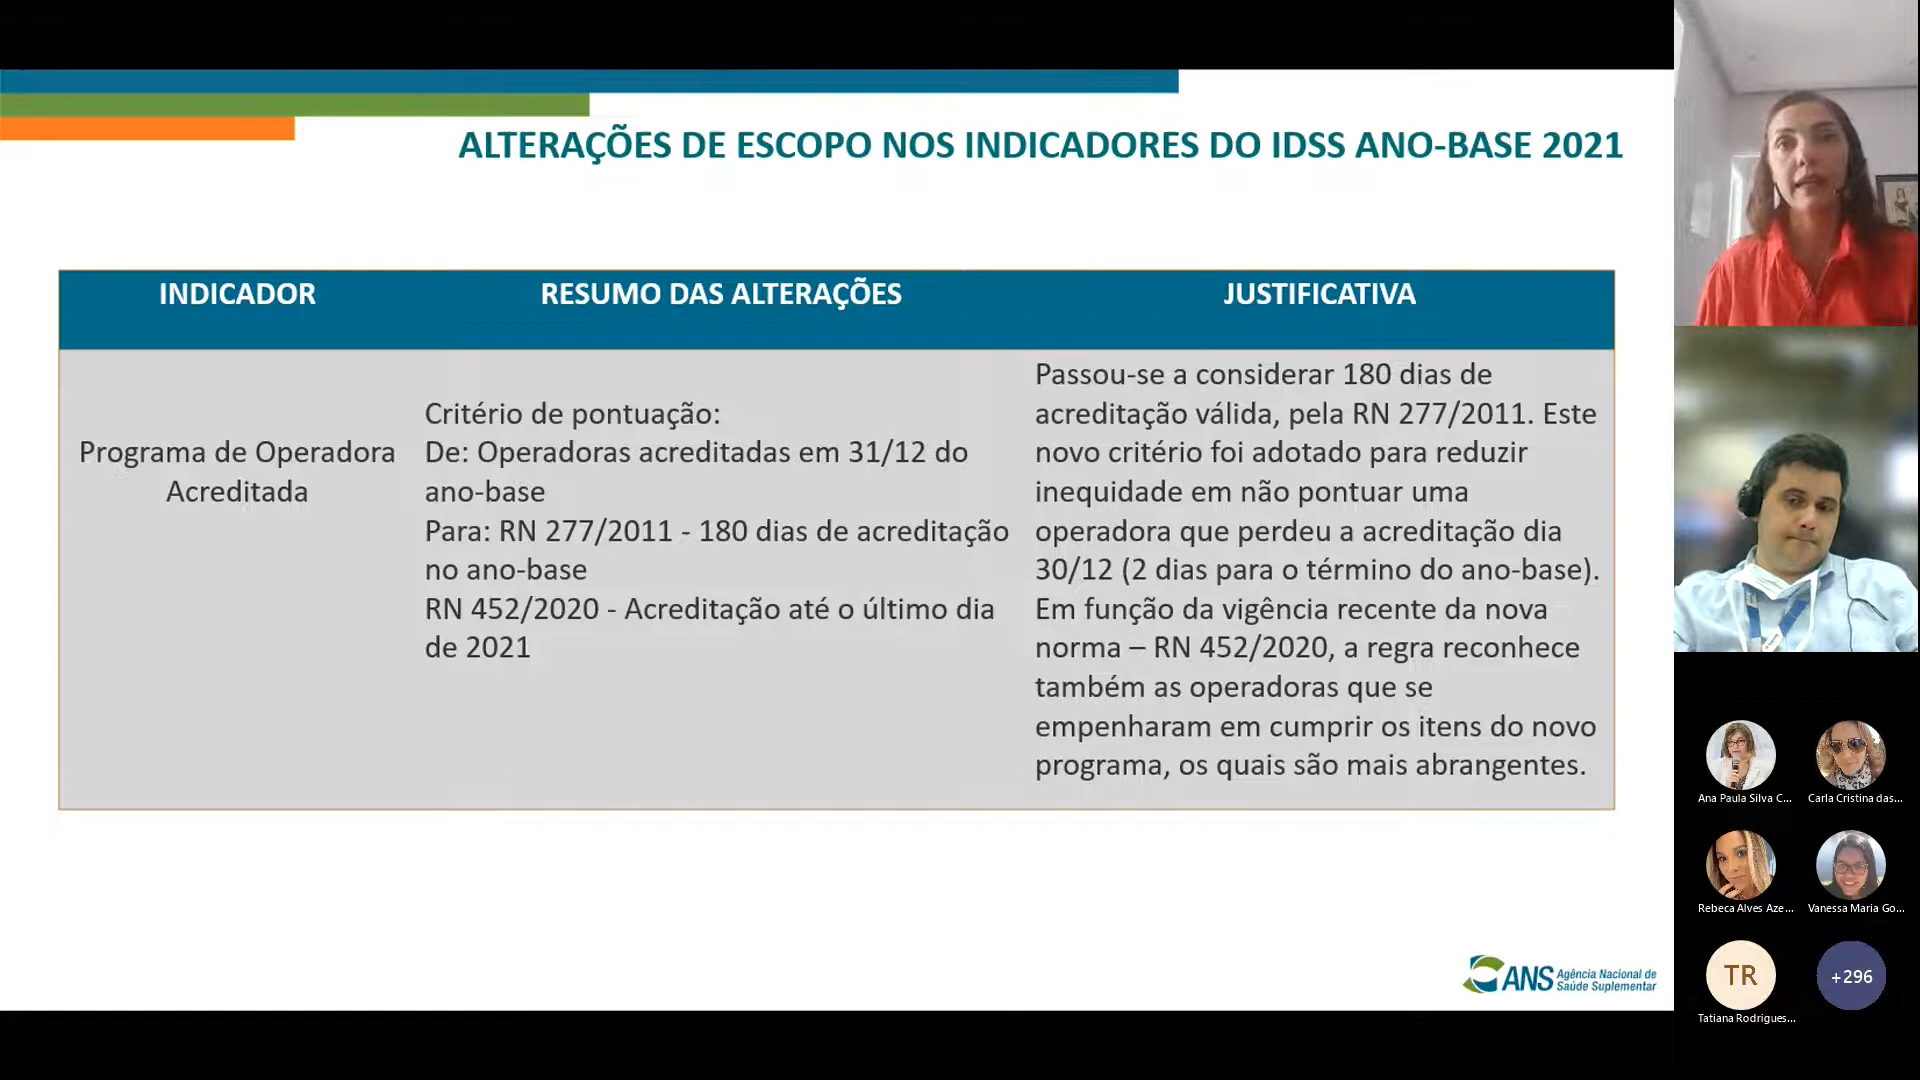 ALTERAÇÕES DE ESCOPO NOS INDICADORES DO IDSS ANO-BASE 2021
INDICADOR
RESUMO DAS ALTERAÇÕES
JUSTIFICATIVA
Programa de Operadora
Acreditada
Critério de pontuação:
De: Operadoras acreditadas em 31/12 do
ano-base
Para: RN 277/2011 - 180 dias de acreditação
no ano-base
RN 452/2020 - Acreditação até o último dia
de 2021
Passou-se a considerar 180 dias de
acreditação válida, pela RN 277/2011. Este
novo critério foi adotado para reduzir
inequidade em não pontuar uma
operadora que perdeu a acreditação dia
30/12 (2 dias para o término do ano-base).
Em função da vigência recente da nova
norma – RN 452/2020, a regra reconhece
também as operadoras que se
empenharam em cumprir os itens do novo
programa, os quais são mais abrangentes.
ANS Agência Nacional de
Saúde Suplementar
Ana Paula Silva C...
Carla Cristina das...
Rebeca Alves Aze...
Vanessa Maria Go...
TR
+296
Tatiana Rodrigues...